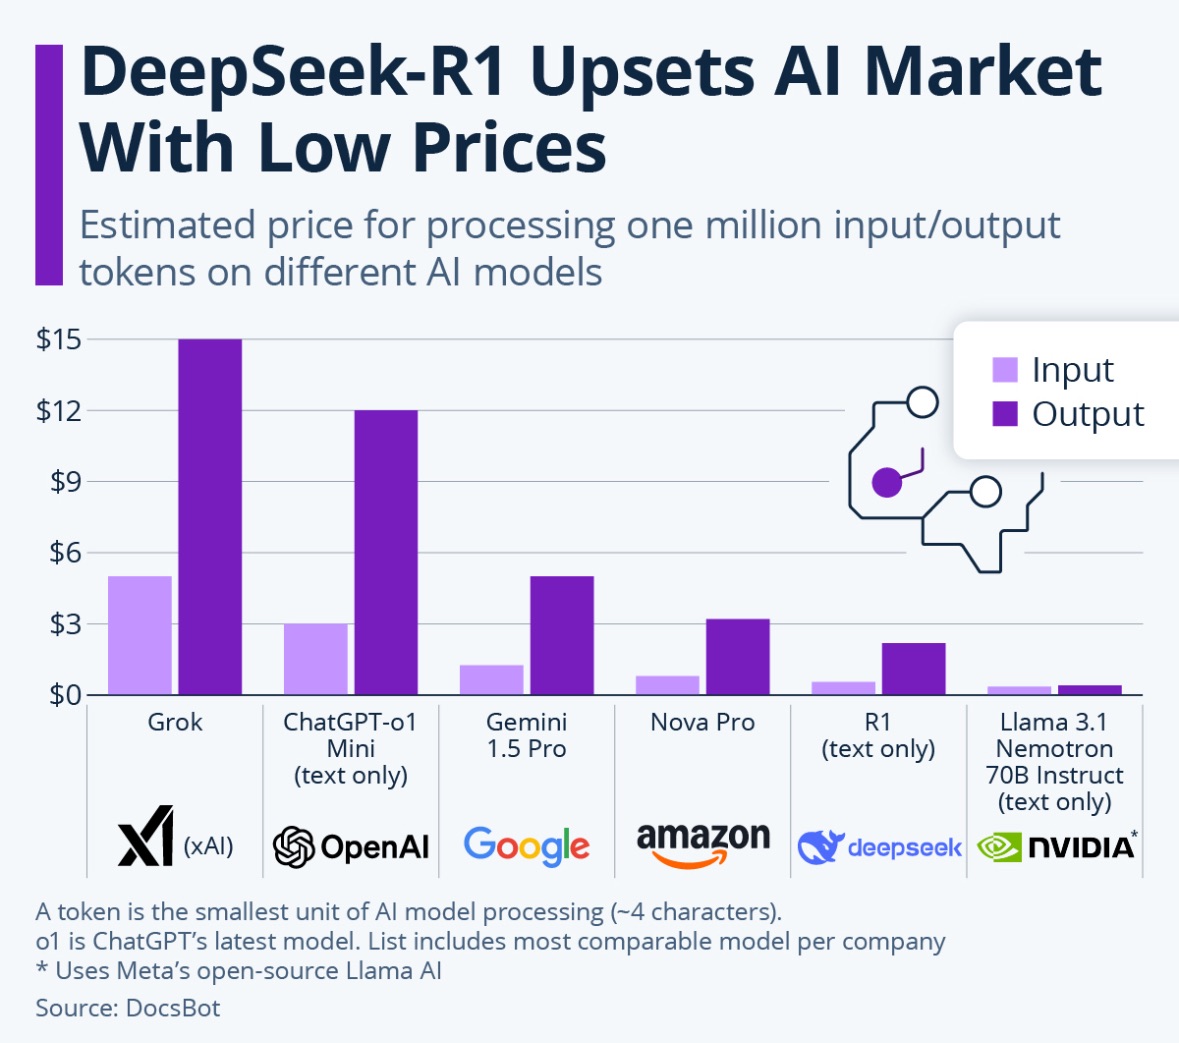 DeepSeek-R1 Upsets AI Market
With Low Prices
Estimated price for processing one million input/output
tokens on different AI models
$15
$12
$9
$6
$3
$0
Input
Output
Grok
ChatGPT-o1
Mini
(text only)
Gemini
1.5 Pro
Nova Pro
R1
(text only)
Llama 3.1
Nemotron
70B Instruct
(text only)
xAI (xAI)
OpenAI
Google
amazon
deepseek
NVIDIA*
A token is the smallest unit of AI model processing (~4 characters).
o1 is ChatGPT's latest model. List includes most comparable model per company
* Uses Meta's open-source Llama AI
Source: DocsBot